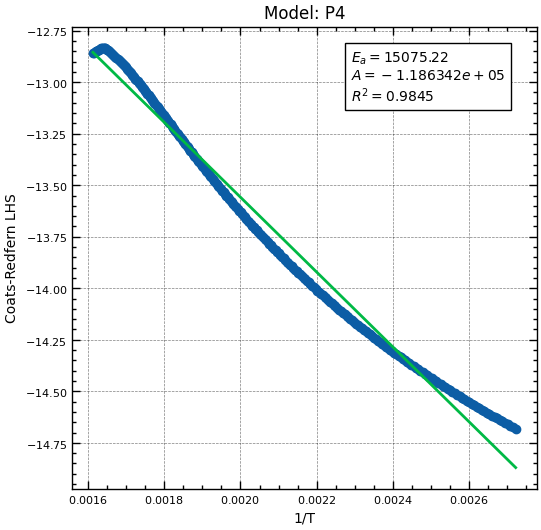 Model: P4
E_a = 15075.22
A = −1.186342e + 05
R² = 0.9845
Coats-Redfern LHS
−12.75
−13.00
−13.25
−13.50
−13.75
−14.00
−14.25
−14.50
−14.75
0.0016 0.0018 0.0020 0.0022 0.0024 0.0026
1/T